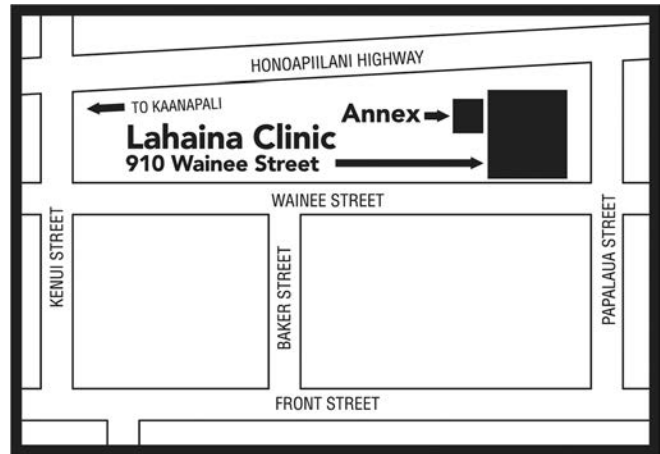 HONOAPIILANI HIGHWAY
TO KAANAPALI
Annex
Lahaina Clinic
910 Wainee Street
WAINEE STREET
KENUI STREET
BAKER STREET
PAPALAUA STREET
FRONT STREET